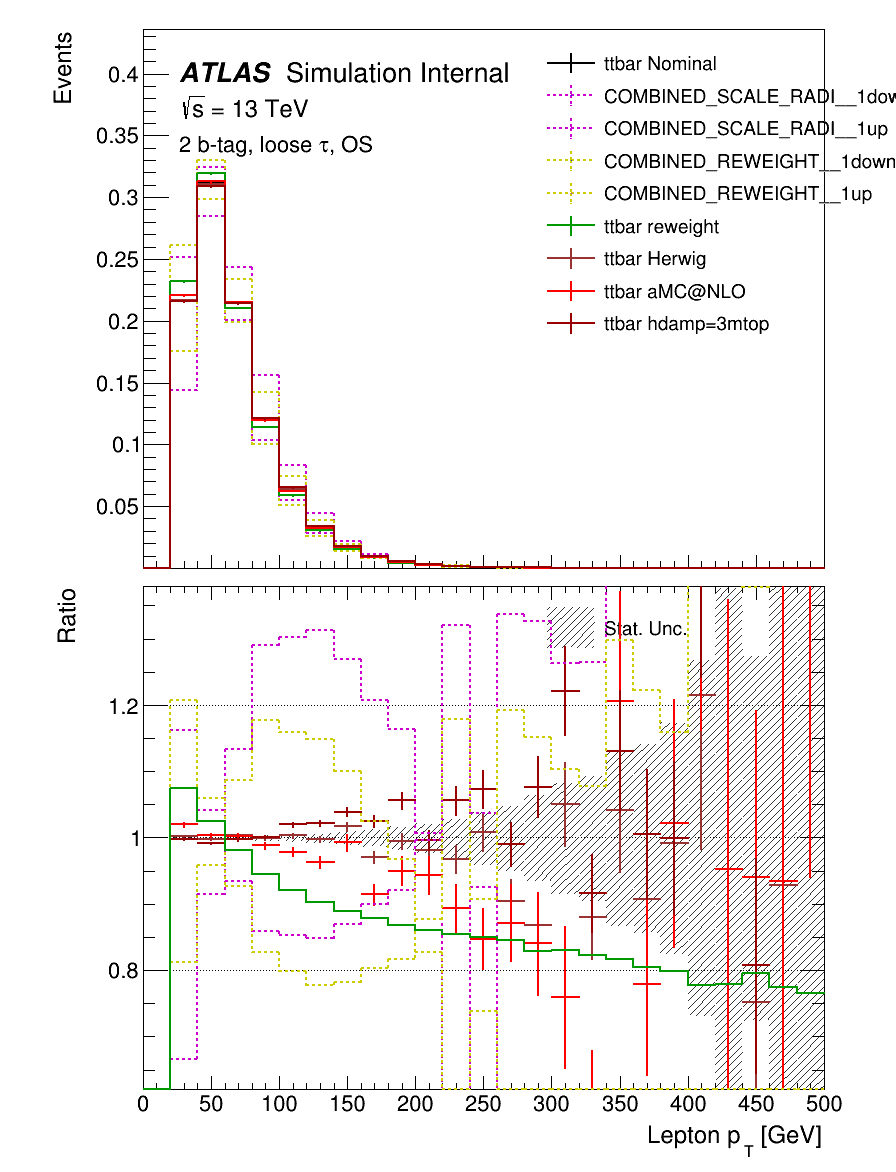 Events
0.4
0.35
0.3
0.25
0.2
0.15
0.1
0.05
ATLAS Simulation Internal
√s = 13 TeV
2 b-tag, loose τ, OS
ttbar Nominal
COMBINED_SCALE_RADI__1dow
COMBINED_SCALE_RADI__1up
COMBINED_REWEIGHT__1down
COMBINED_REWEIGHT__1up
ttbar reweight
ttbar Herwig
ttbar aMC@NLO
ttbar hdamp=3mtop
Ratio
1.2
1
0.8
Stat. Unc.
0 50 100 150 200 250 300 350 400 450 500
Lepton p_T [GeV]